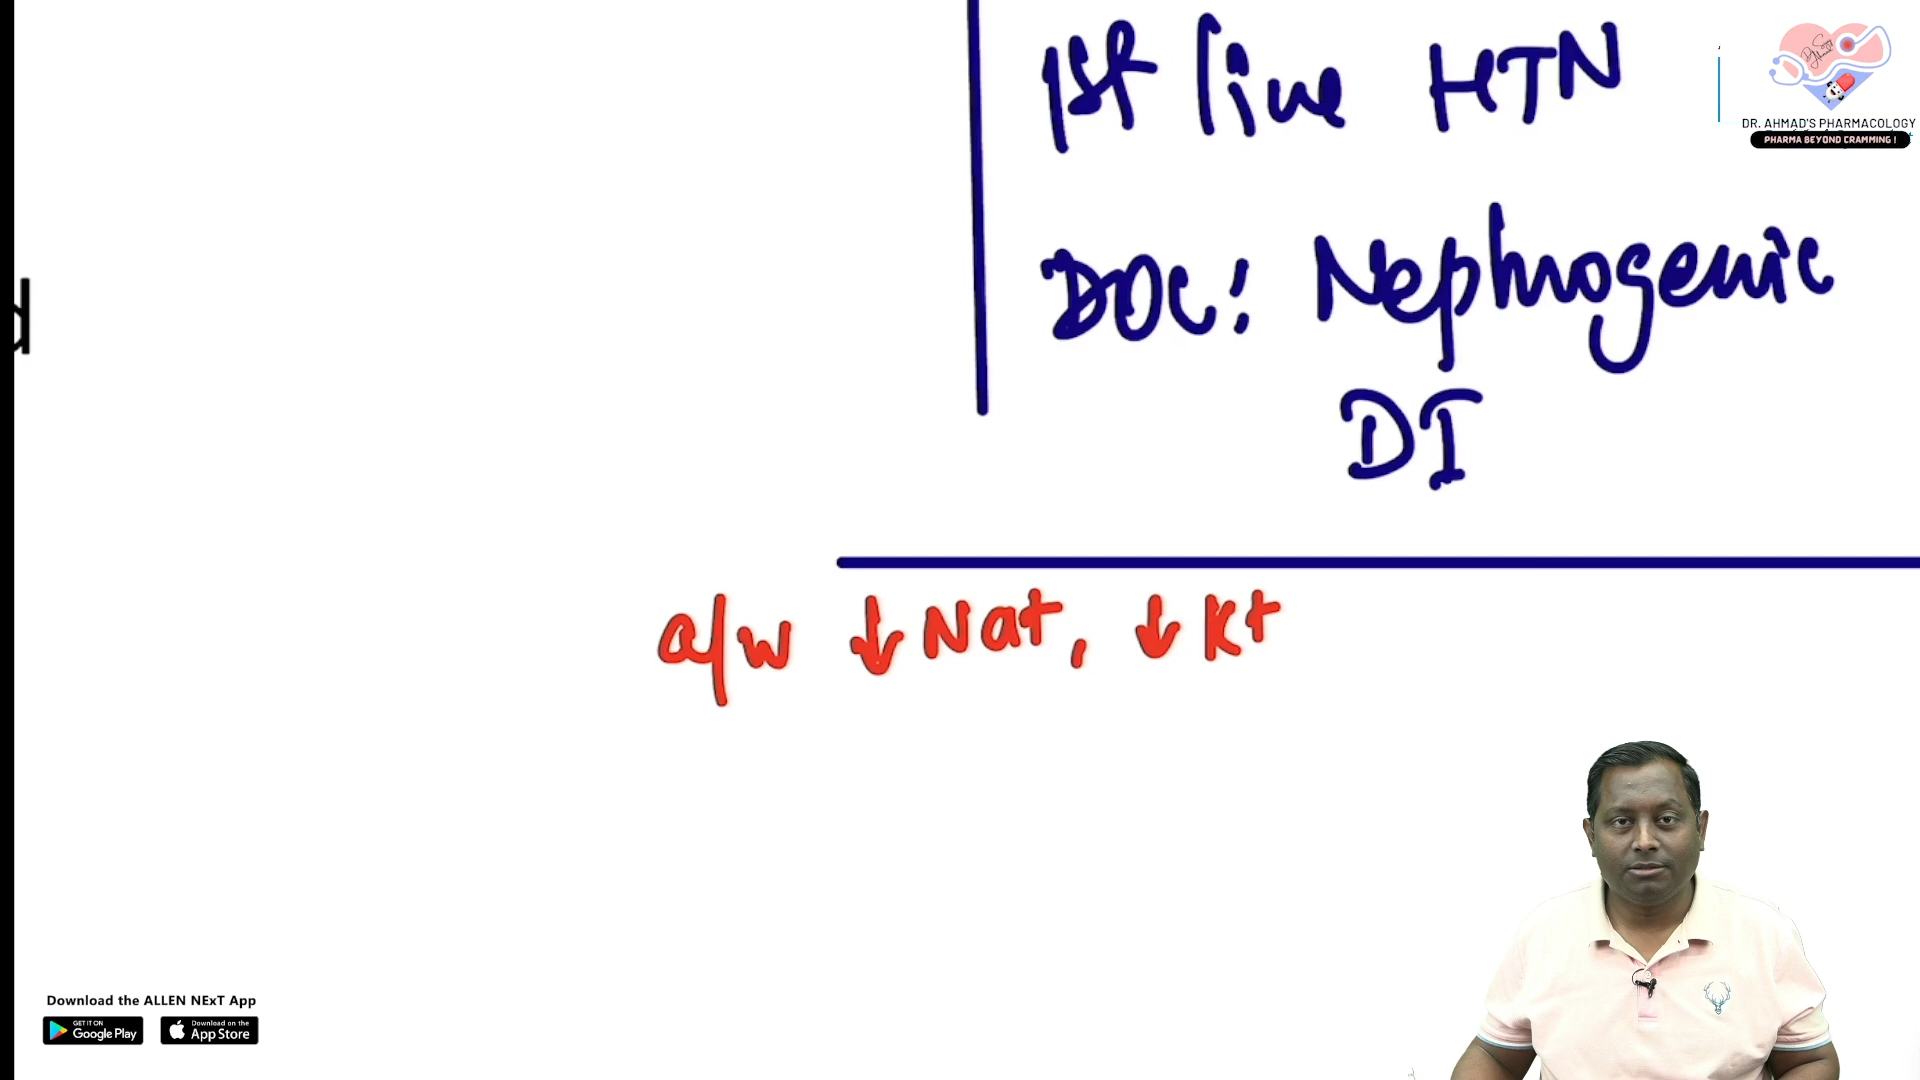 1st line HTN
DR. AHMAD'S PHARMACOLOGY
PHARMA BEYOND CRAMMING !
DOC: Nephrogenic
DI
d
a/w ↓ Na+, ↓ K+
Download the ALLEN NExT App
GET IT ON
Google Play
Download on the
App Store